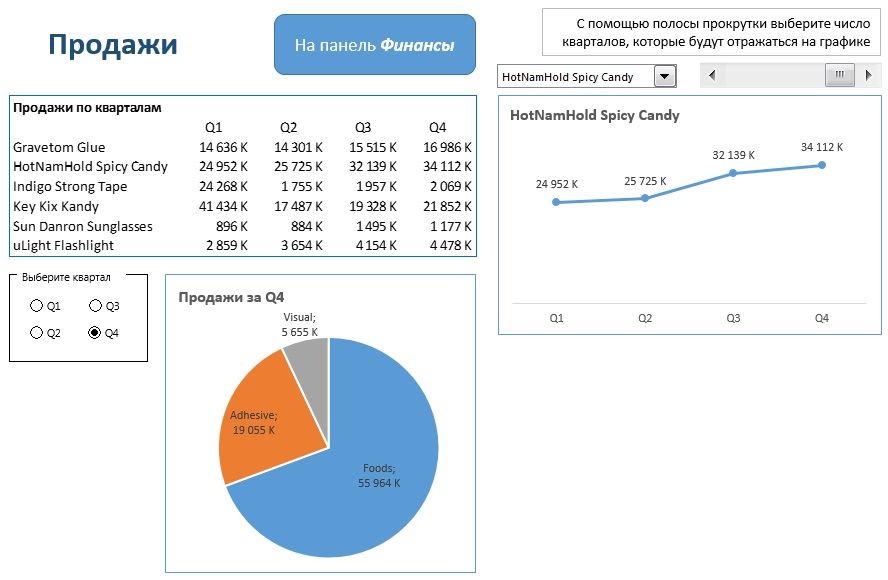 Продажи
На панель Финансы
С помощью полосы прокрутки выберите число
кварталов, которые будут отражаться на графике
HotNamHold Spicy Candy
Продажи по кварталам
Q1 Q2 Q3 Q4
Gravetom Glue 14 636 K 14 301 K 15 515 K 16 986 K
HotNamHold Spicy Candy 24 952 K 25 725 K 32 139 K 34 112 K
Indigo Strong Tape 24 268 K 1 755 K 1 957 K 2 069 K
Key Kix Kandy 41 434 K 17 487 K 19 328 K 21 852 K
Sun Danron Sunglasses 896 K 884 K 1 495 K 1 177 K
uLight Flashlight 2 859 K 3 654 K 4 154 K 4 478 K
HotNamHold Spicy Candy
24 952 K 25 725 K 32 139 K 34 112 K
Q1 Q2 Q3 Q4
Выберите квартал
Q1 Q3
Q2 Q4
Продажи за Q4
Visual;
5 655 K
Adhesive;
19 055 K
Foods;
55 964 K